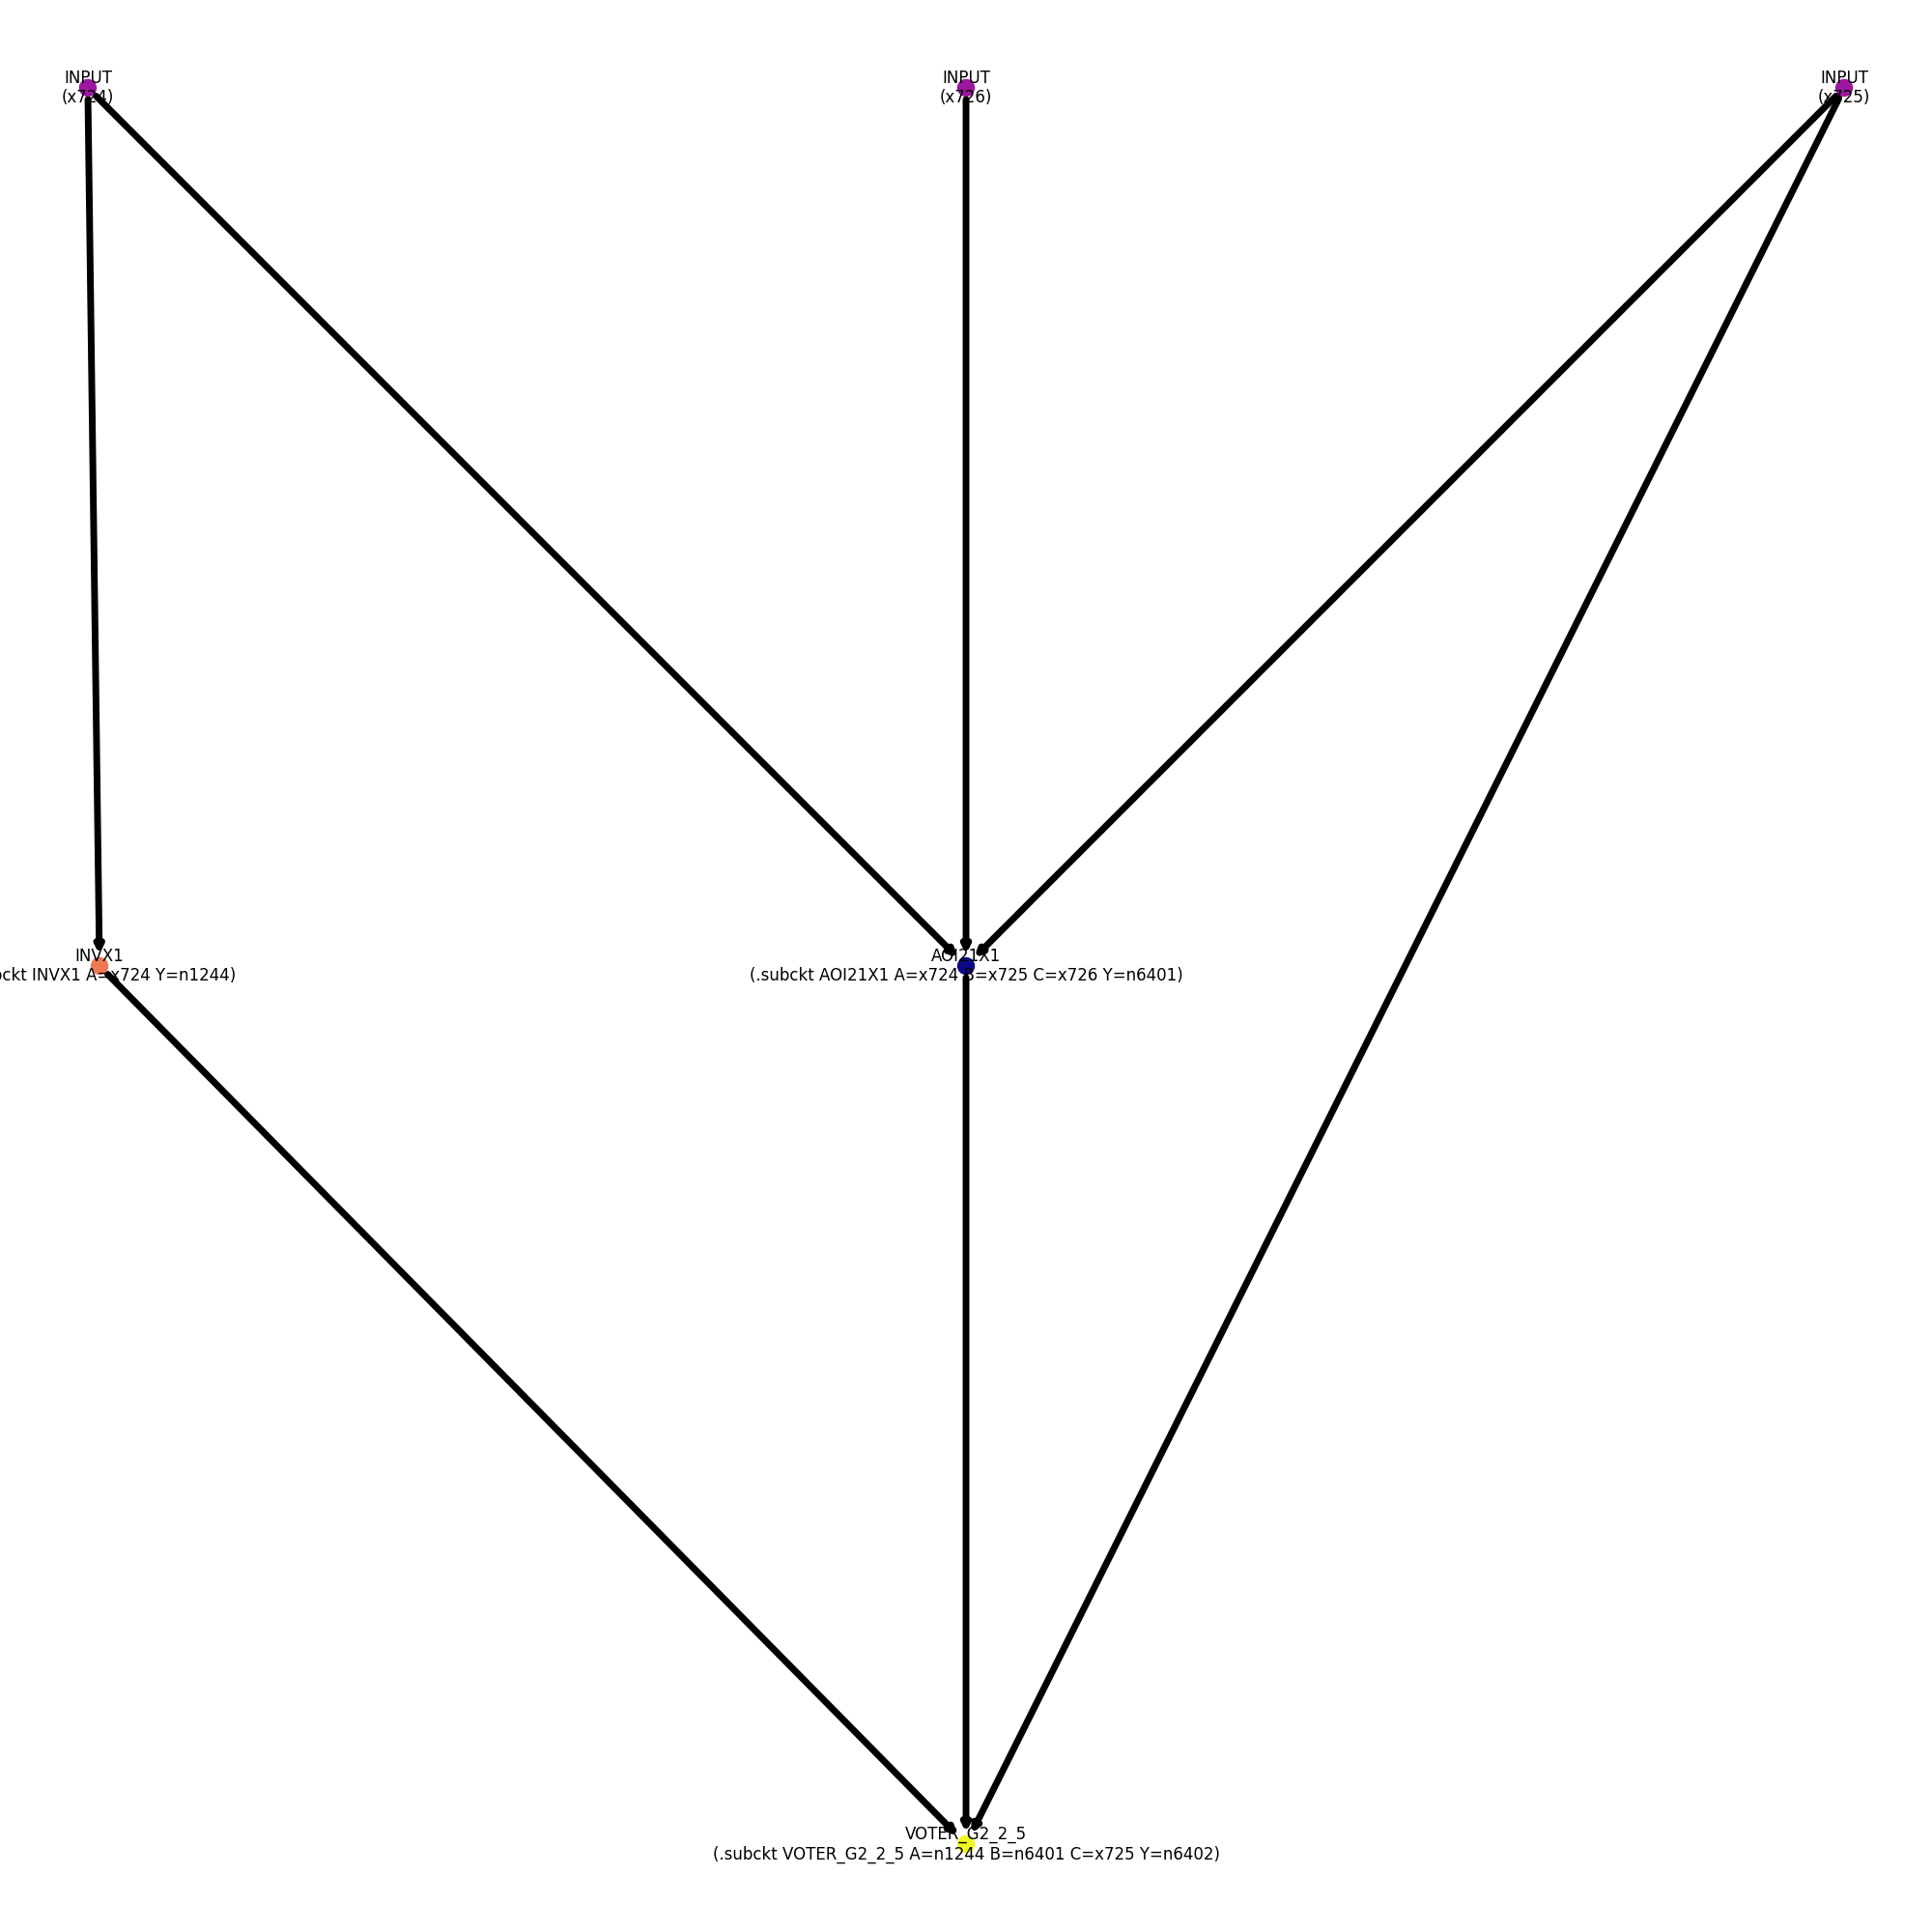 INPUT
(x724)
INPUT
(x726)
INPUT
(x725)
INVX1
ckt INVX1 A=x724 Y=n1244)
AOI21X1
(.subckt AOI21X1 A=x724 B=x725 C=x726 Y=n6401)
VOTER_G2_2_5
(.subckt VOTER_G2_2_5 A=n1244 B=n6401 C=x725 Y=n6402)